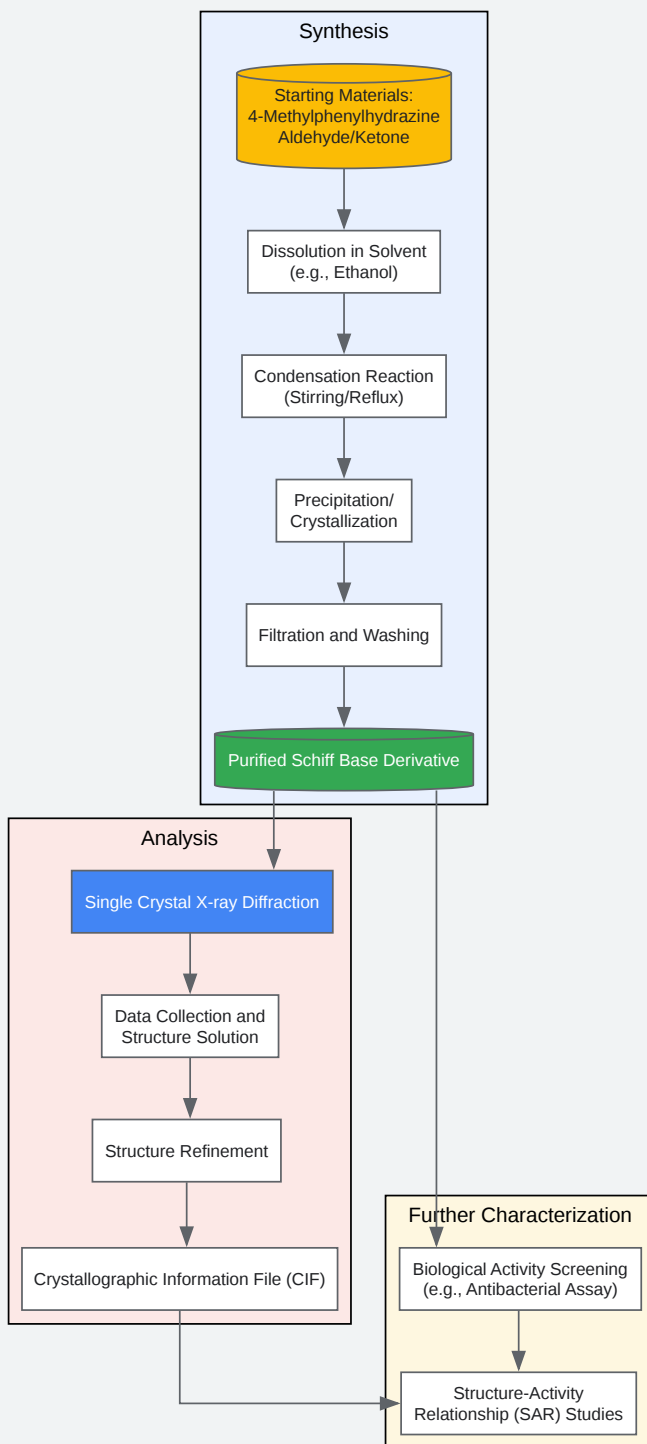 Synthesis
Starting Materials:
4-Methylphenylhydrazine
Aldehyde/Ketone
Dissolution in Solvent
(e.g., Ethanol)
Condensation Reaction
(Stirring/Reflux)
Precipitation/
Crystallization
Filtration and Washing
Purified Schiff Base Derivative
Analysis
Single Crystal X-ray Diffraction
Data Collection and
Structure Solution
Structure Refinement
Crystallographic Information File (CIF)
Further Characterization
Biological Activity Screening
(e.g., Antibacterial Assay)
Structure-Activity
Relationship (SAR) Studies